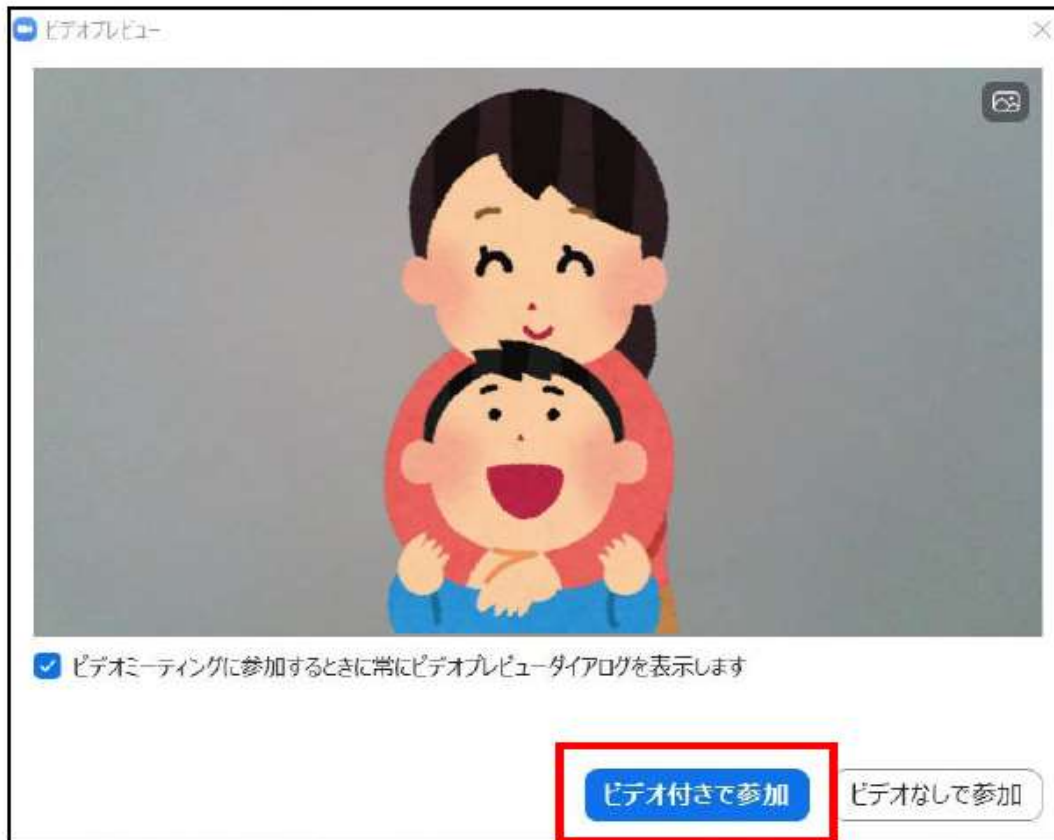 ビデオプレビュー
ビデオミーティングに参加するときに常にビデオプレビューダイアログを表示します
ビデオ付きで参加
ビデオなしで参加